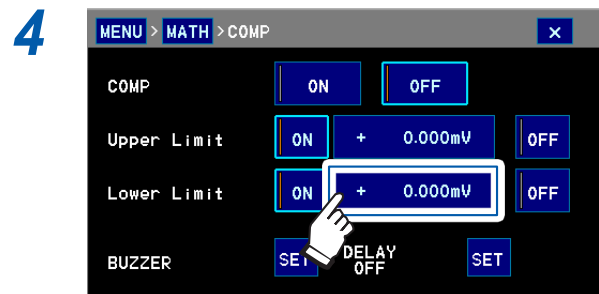 4
MENU > MATH > COMP ×
COMP ON OFF
Upper Limit ON + 0.000mV OFF
Lower Limit ON + 0.000mV OFF
BUZZER SET DELAY OFF SET